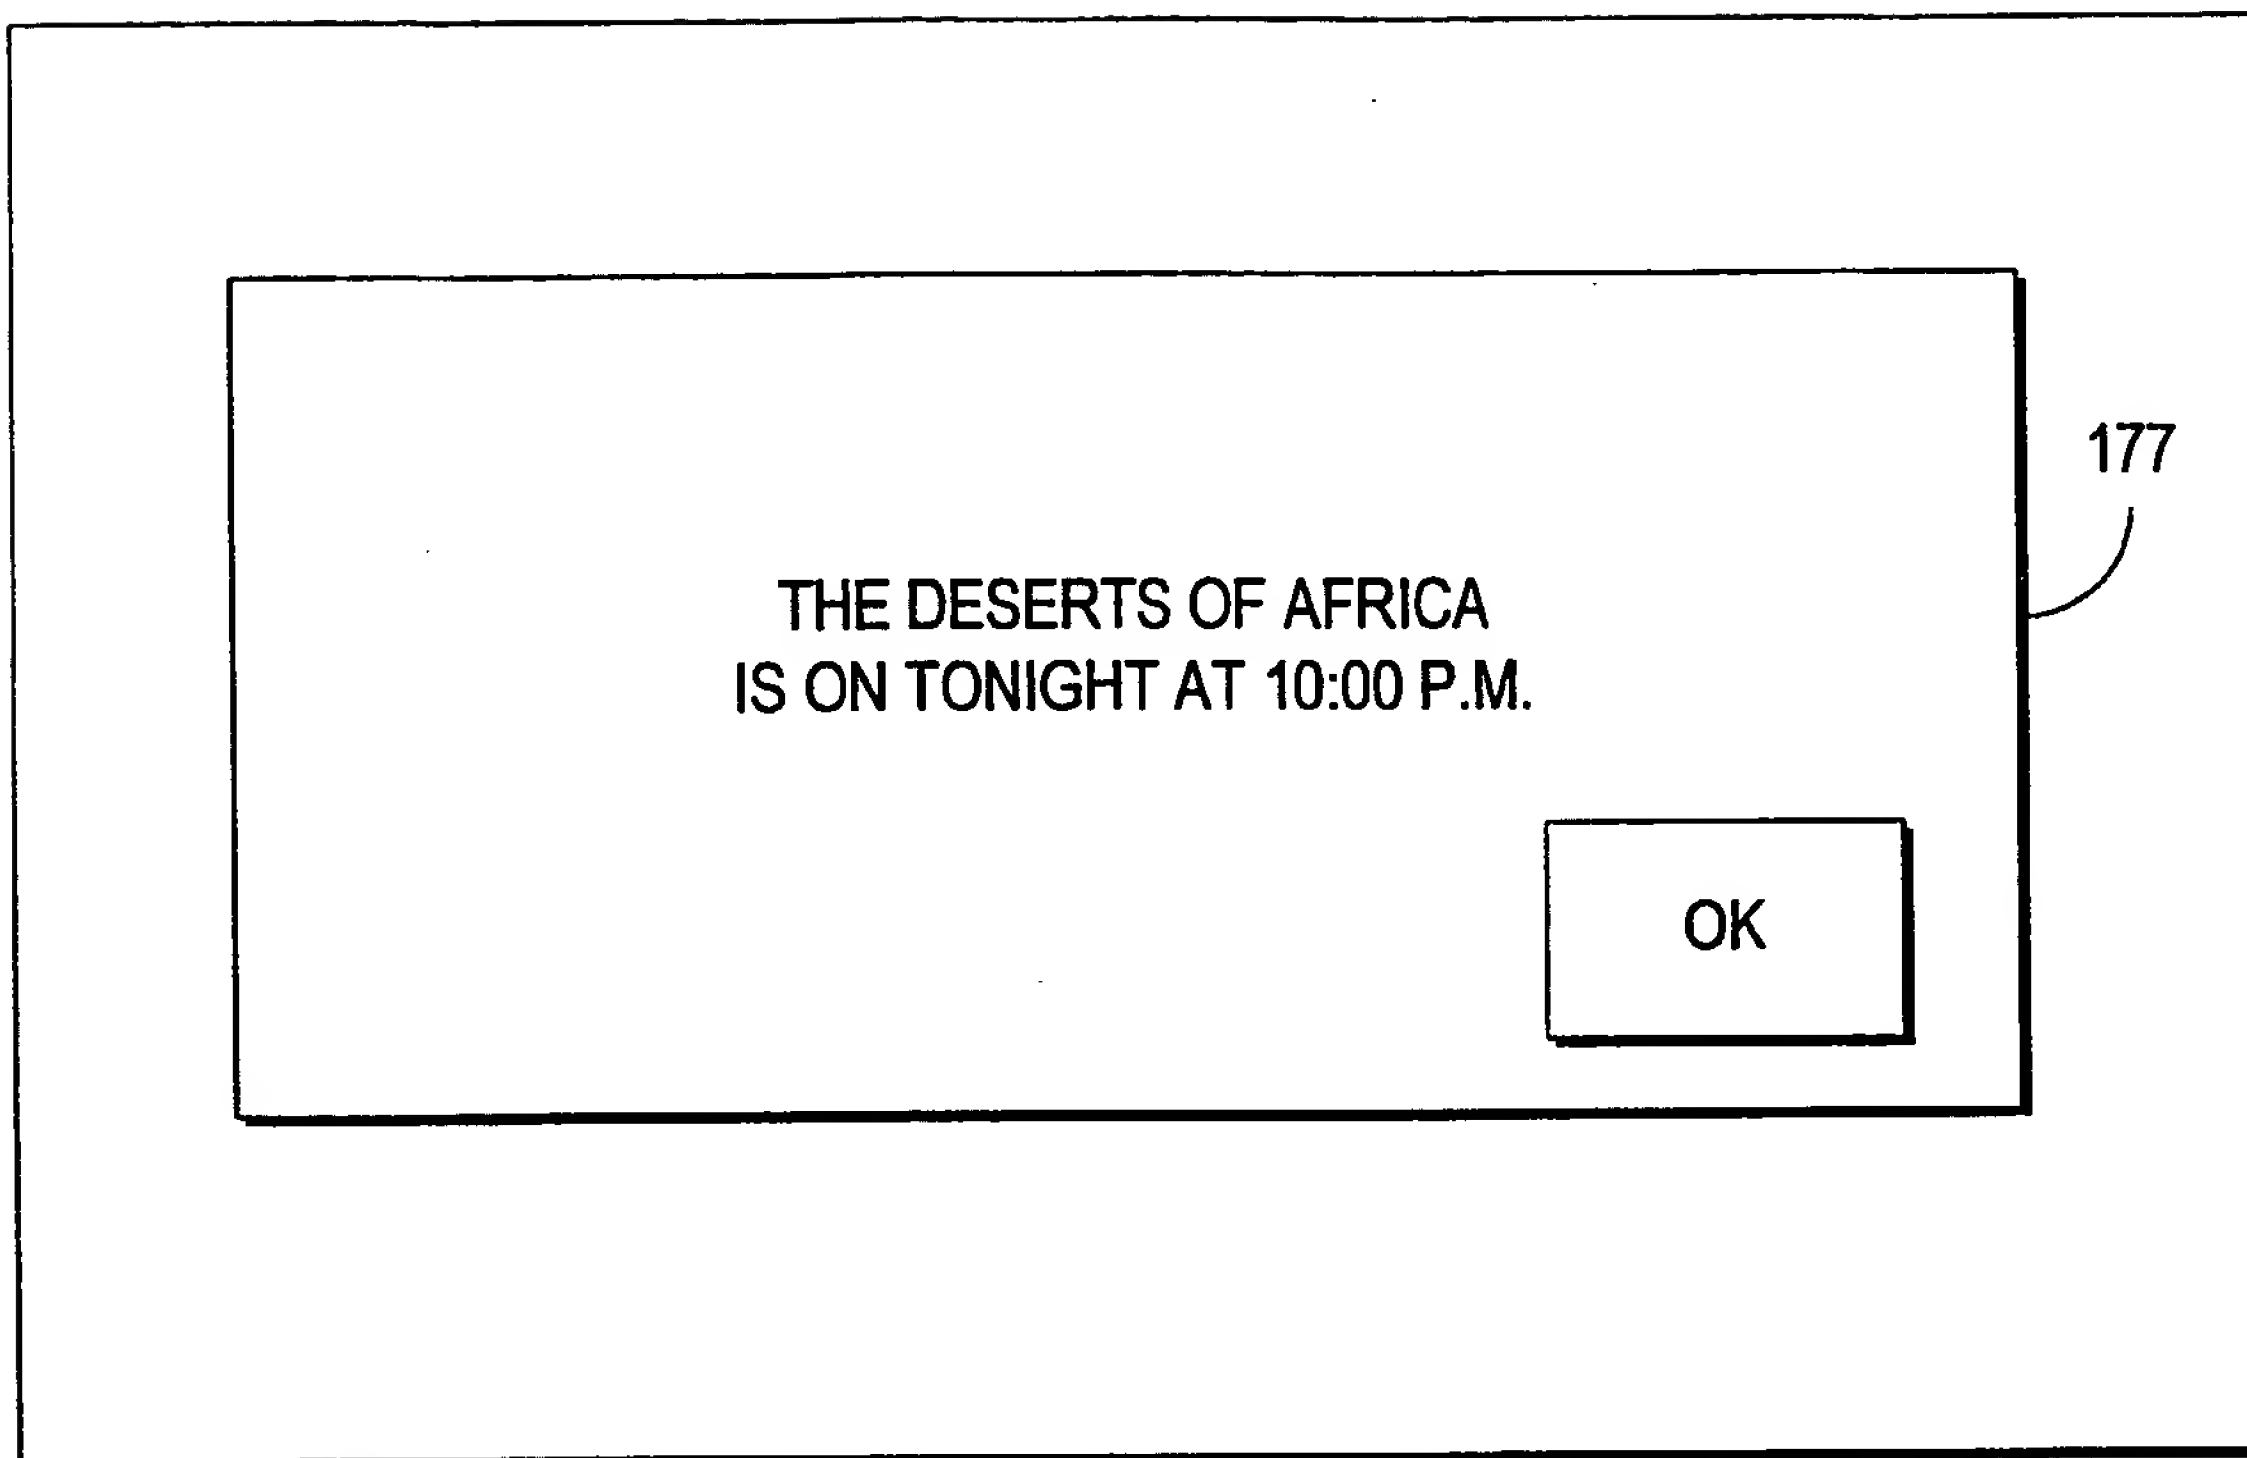 177
THE DESERTS OF AFRICA
IS ON TONIGHT AT 10:00 P.M.
OK